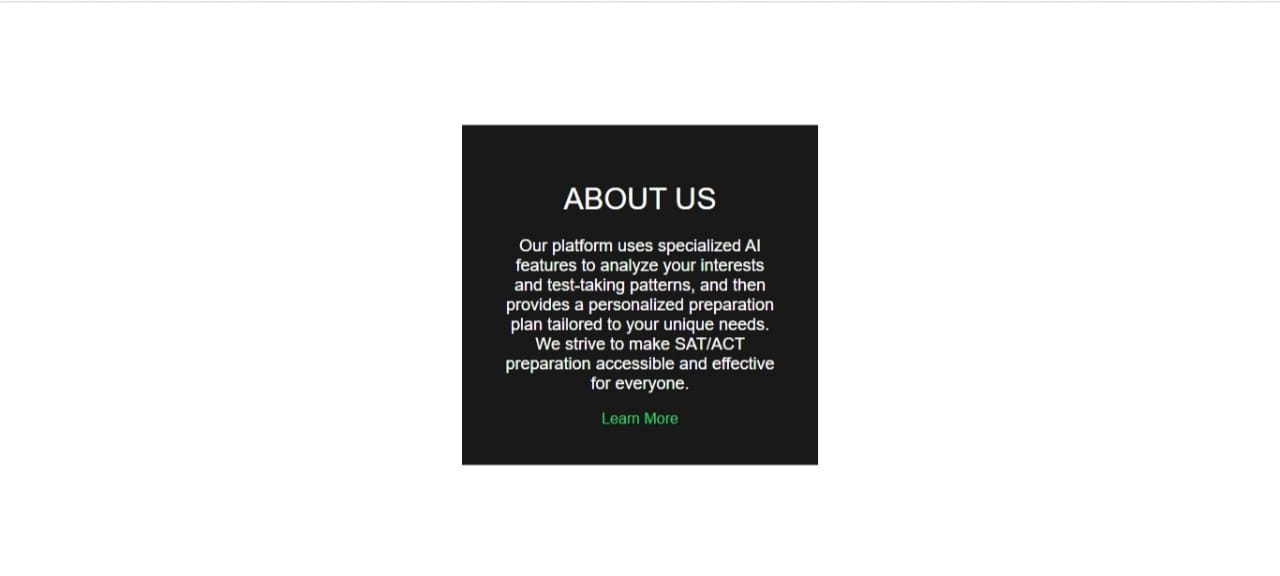 ABOUT US
Our platform uses specialized AI
features to analyze your interests
and test-taking patterns, and then
provides a personalized preparation
plan tailored to your unique needs.
We strive to make SAT/ACT
preparation accessible and effective
for everyone.
Learn More